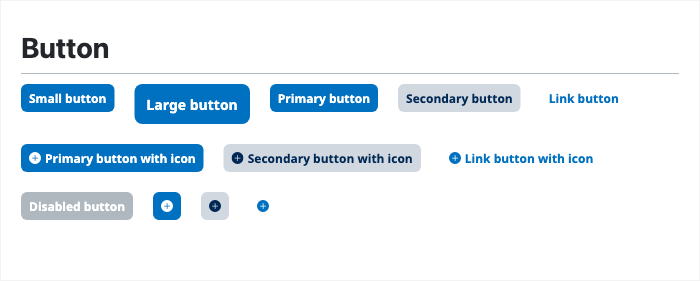 Button
Small button Large button Primary button Secondary button Link button
Primary button with icon Secondary button with icon Link button with icon
Disabled button